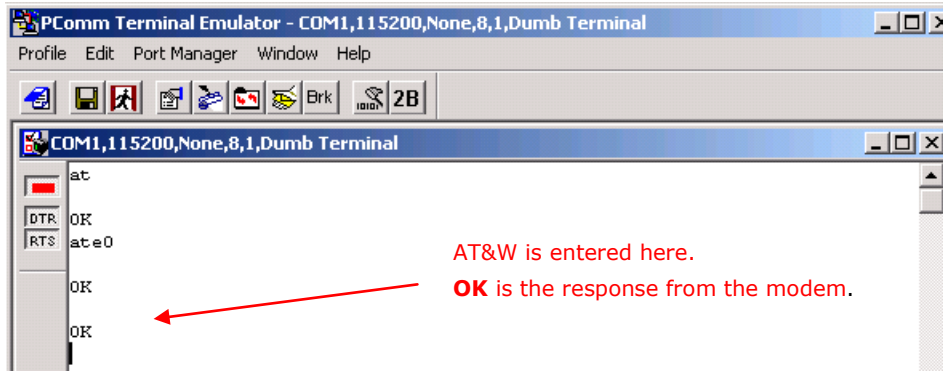 PComm Terminal Emulator - COM1,115200,None,8,1,Dumb Terminal
Profile Edit Port Manager Window Help
Brk 2B
COM1,115200,None,8,1,Dumb Terminal
at
DTR OK
RTS ate0
AT&W is entered here.
OK
OK is the response from the modem.
OK